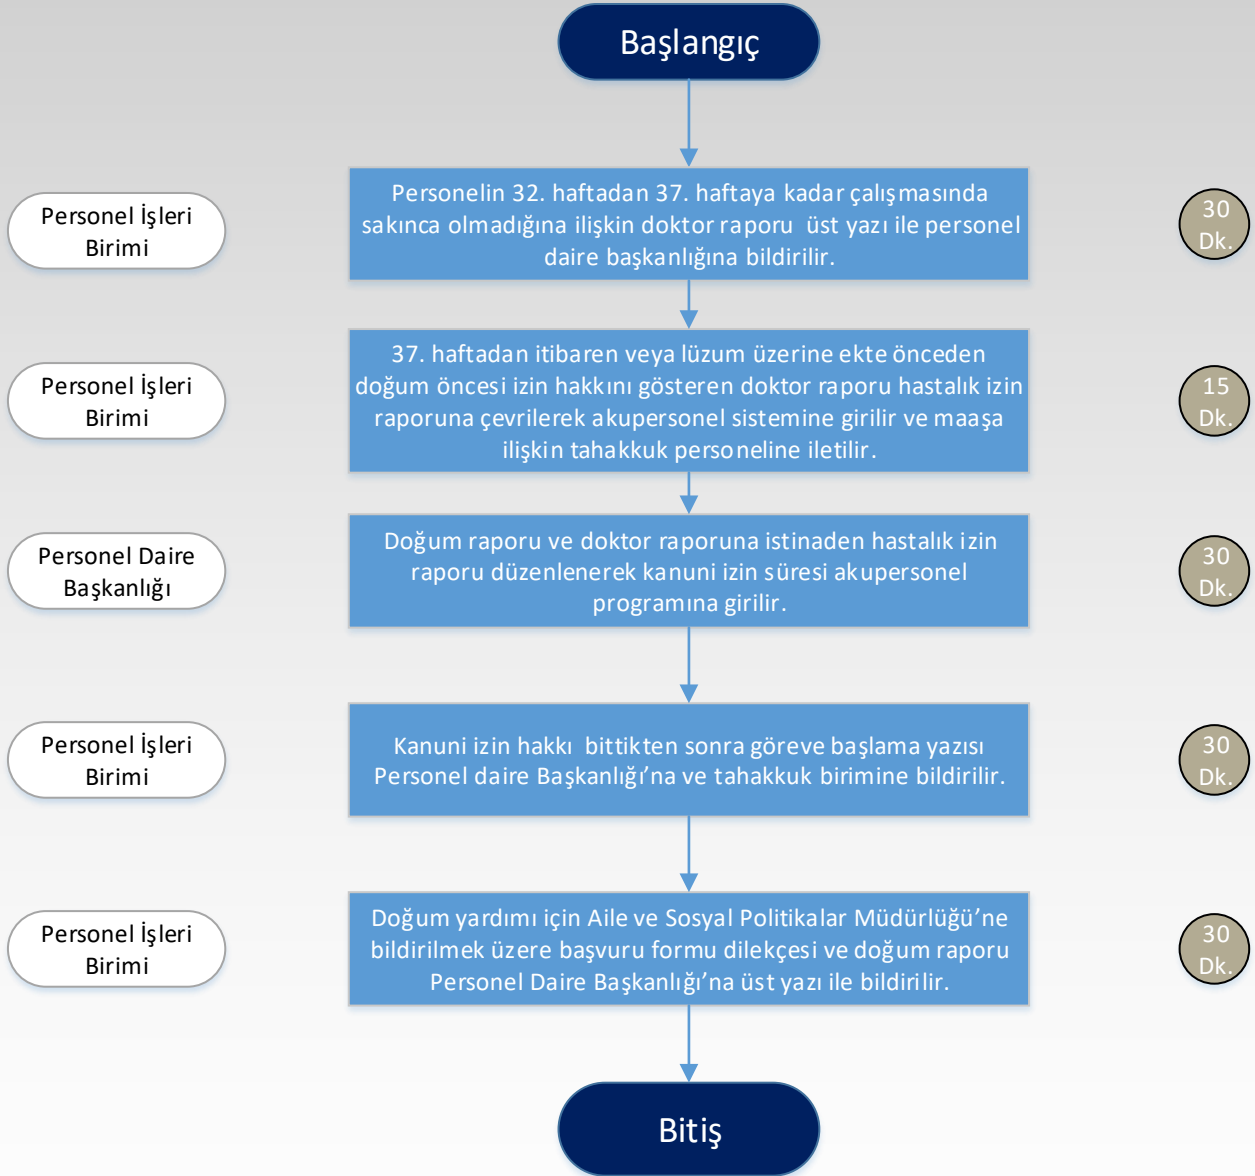 Başlangıç
Personel İşleri
Birimi
Personelin 32. haftadan 37. haftaya kadar çalışmasında
sakınca olmadığına ilişkin doktor raporu üst yazı ile personel
daire başkanlığına bildirilir.
30
Dk.
Personel İşleri
Birimi
37. haftadan itibaren veya lüzum üzerine ekte önceden
doğum öncesi izin hakkını gösteren doktor raporu hastalık izin
raporuna çevrilerek akupersonel sistemine girilir ve maaşa
ilişkin tahakkuk personeline iletilir.
15
Dk.
Personel Daire
Başkanlığı
Doğum raporu ve doktor raporuna istinaden hastalık izin
raporu düzenlenerek kanuni izin süresi akupersonel
programına girilir.
30
Dk.
Personel İşleri
Birimi
Kanuni izin hakkı bittikten sonra göreve başlama yazısı
Personel daire Başkanlığı’na ve tahakkuk birimine bildirilir.
30
Dk.
Personel İşleri
Birimi
Doğum yardımı için Aile ve Sosyal Politikalar Müdürlüğü’ne
bildirilmek üzere başvuru formu dilekçesi ve doğum raporu
Personel Daire Başkanlığı’na üst yazı ile bildirilir.
30
Dk.
Bitiş